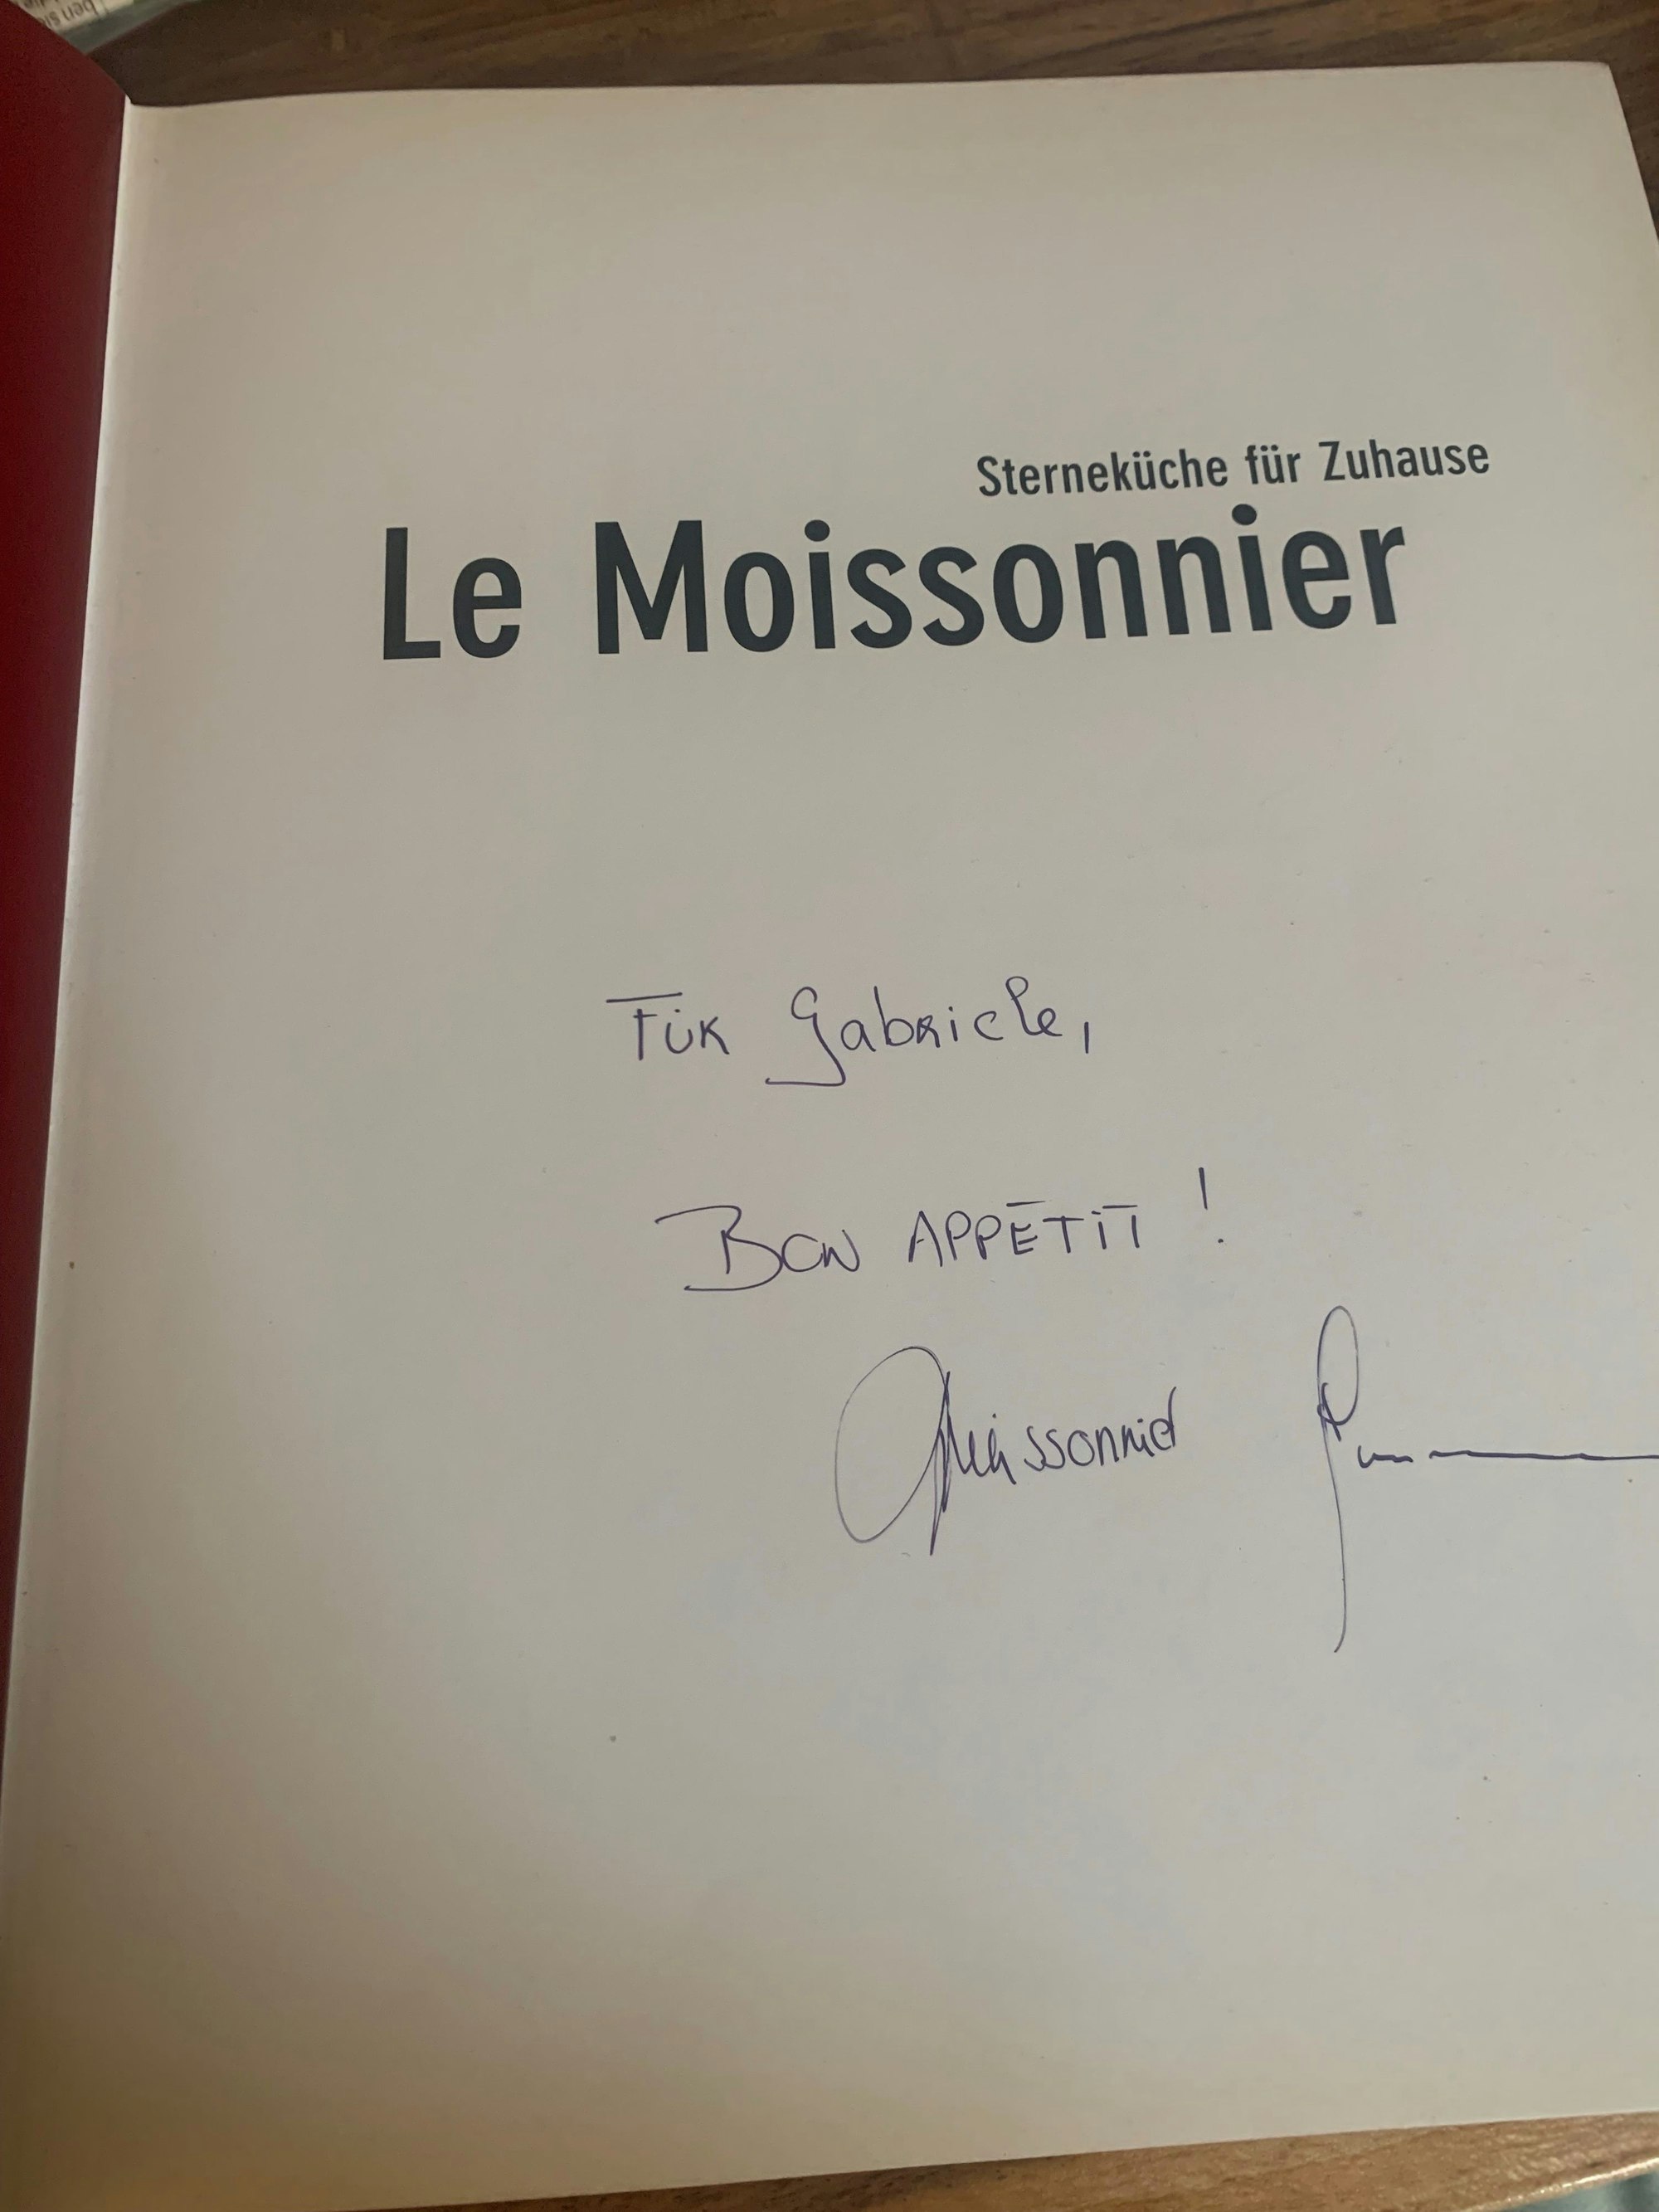 Sterneküche für Zuhause
Le Moissonnier
Für Gabriele,
BON APPETIT !
Moissonnier